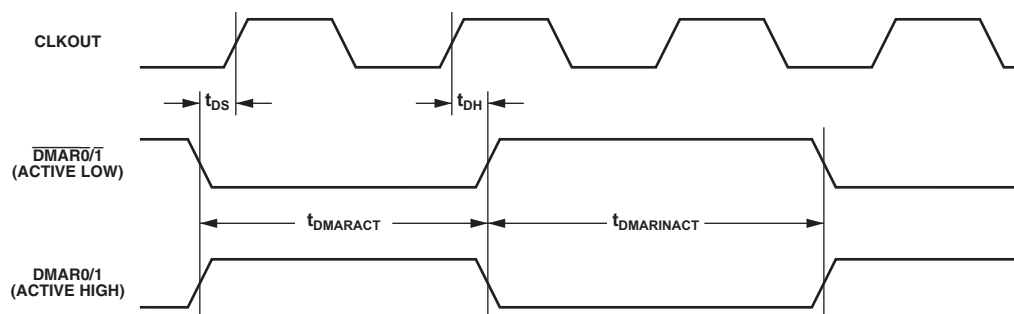 CLKOUT
tDS
tDH
DMAR0/1
(ACTIVE LOW)
tDMARACT
tDMARINACT
DMAR0/1
(ACTIVE HIGH)